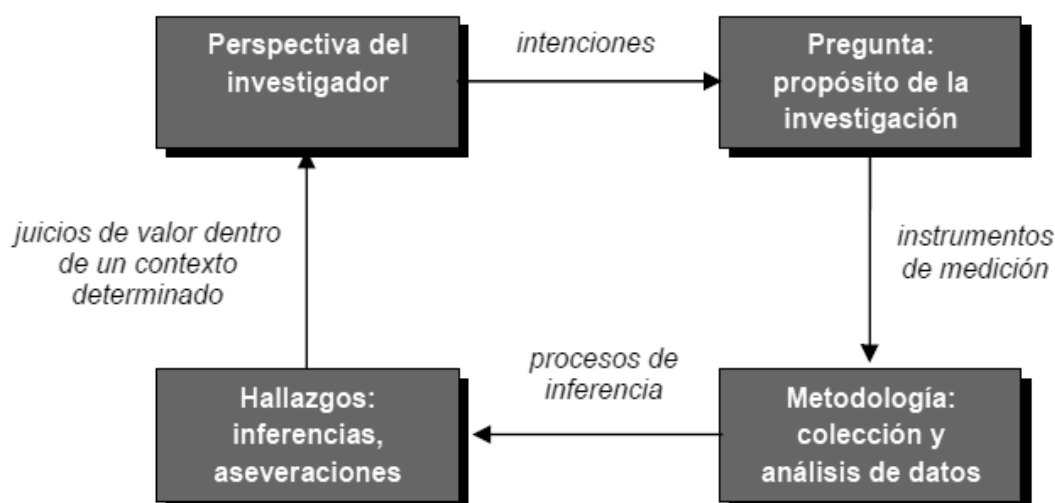 Perspectiva del
investigador
intenciones
Pregunta:
propósito de la
investigación
juicios de valor dentro
de un contexto
determinado
instrumentos
de medición
procesos de
inferencia
Hallazgos:
inferencias,
aseveraciones
Metodología:
colección y
análisis de datos